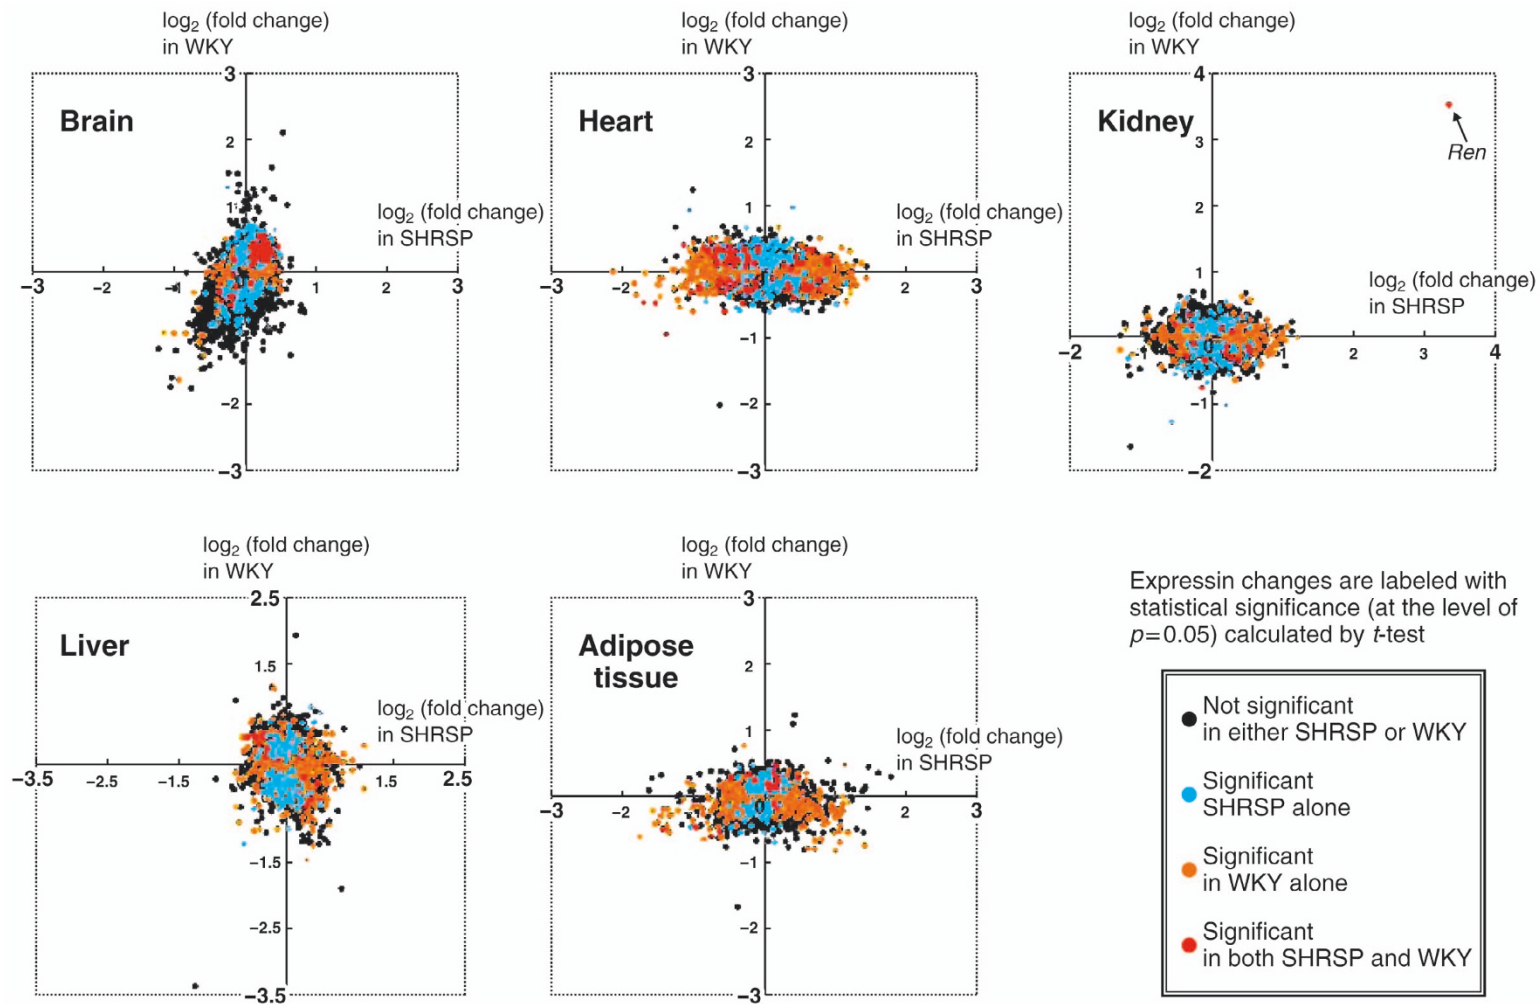 log₂ (fold change)
in WKY
3
Brain
2
1
log₂ (fold change)
in SHRSP
−3
−2
−1
1
2
3
−2
−3
log₂ (fold change)
in WKY
3
Heart
2
1
log₂ (fold change)
in SHRSP
−3
−2
2
3
−1
−2
−3
log₂ (fold change)
in WKY
4
Kidney
3
Ren
2
1
log₂ (fold change)
in SHRSP
−2
−1
0
1
2
3
4
−1
−2
log₂ (fold change)
in WKY
2.5
Liver
1.5
log₂ (fold change)
in SHRSP
−3.5
−2.5
−1.5
1.5
2.5
−1.5
−2.5
−3.5
log₂ (fold change)
in WKY
3
Adipose
tissue
2
1
log₂ (fold change)
in SHRSP
−3
−2
0
2
3
−1
−2
−3
Expressin changes are labeled with
statistical significance (at the level of
p=0.05) calculated by t-test
Not significant
in either SHRSP or WKY
Significant
SHRSP alone
Significant
in WKY alone
Significant
in both SHRSP and WKY